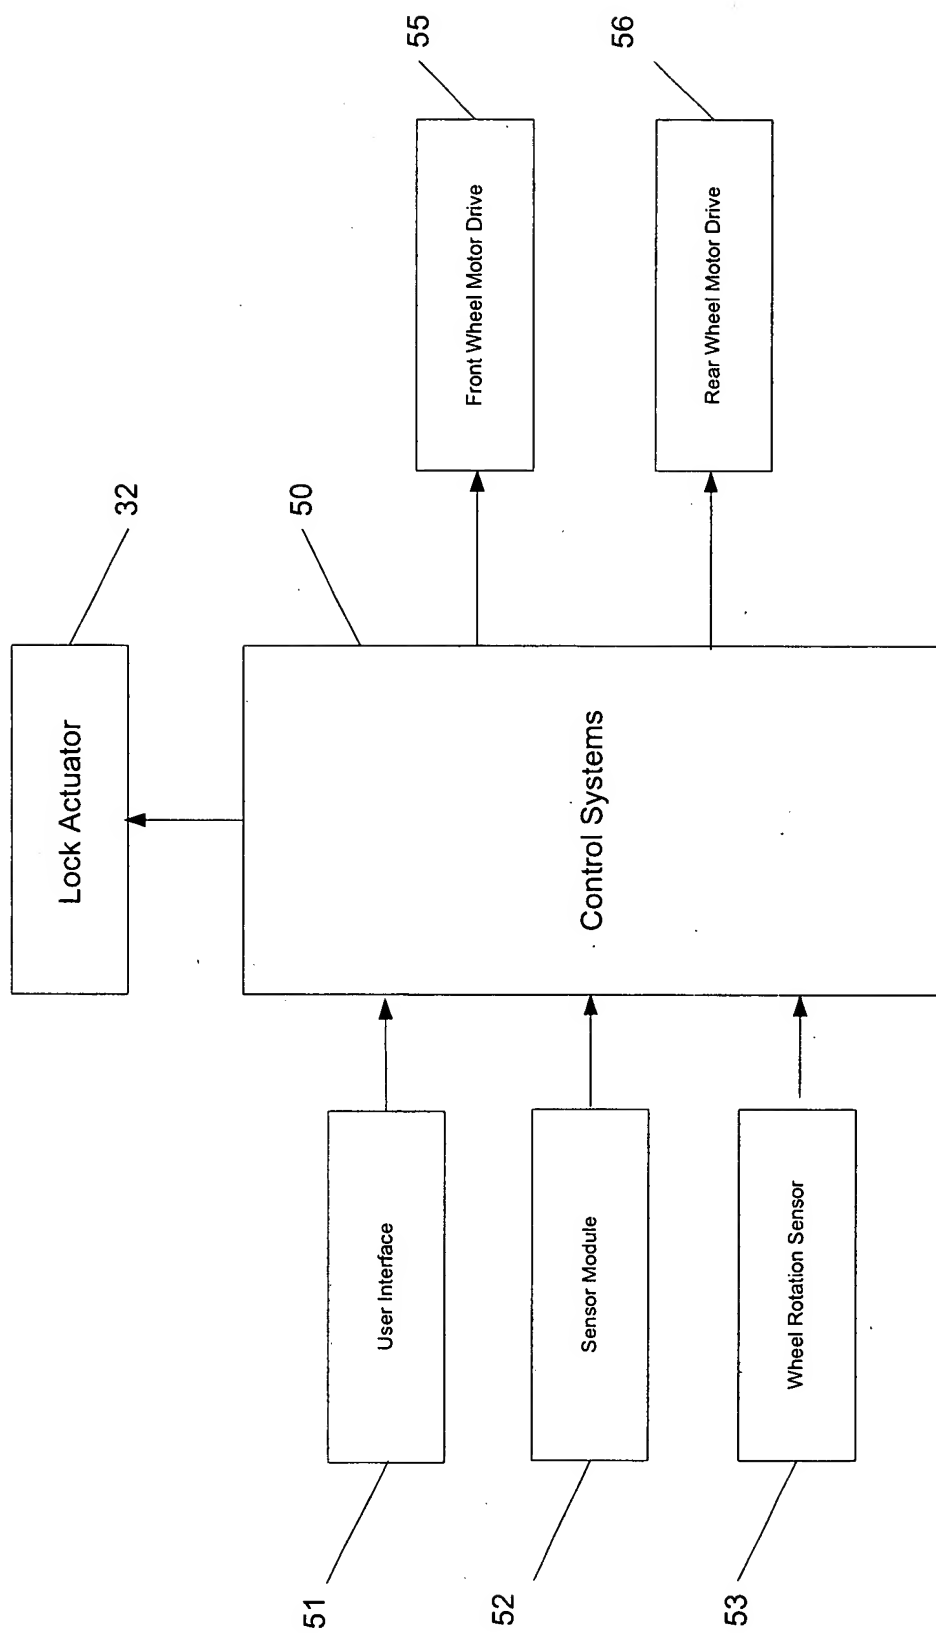 32
Lock Actuator
50
Control Systems
51
User Interface
52
Sensor Module
53
Wheel Rotation Sensor
55
Front Wheel Motor Drive
56
Rear Wheel Motor Drive